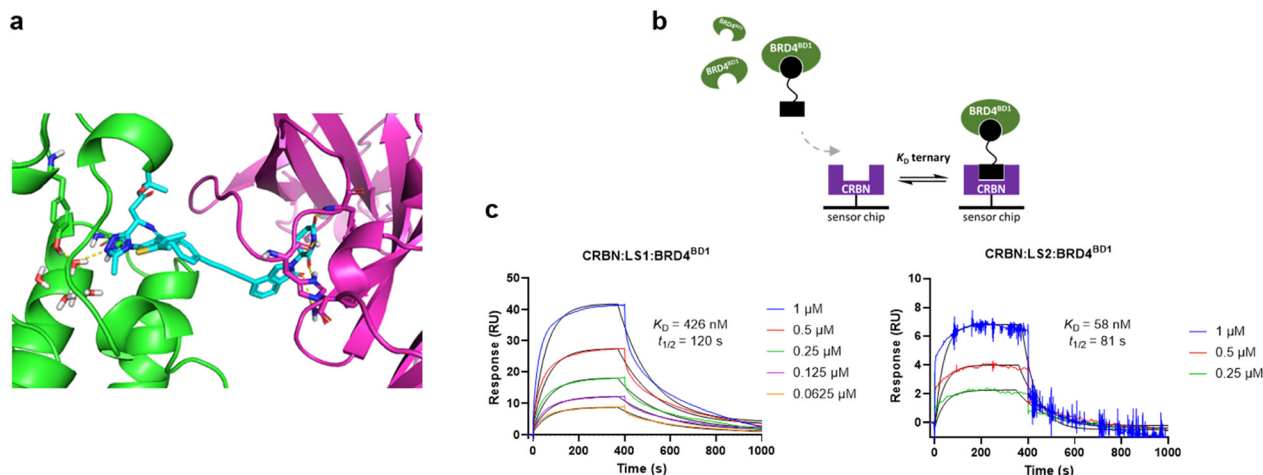 a
b
BRD4BD1
BRD4BD1
BRD4BD1
BRD4BD1
KD ternary
CRBN
CRBN
sensor chip
sensor chip
c
CRBN:LS1:BRD4BD1
50
40
30
20
10
0
Response (RU)
KD = 426 nM
t1/2 = 120 s
1 µM
0.5 µM
0.25 µM
0.125 µM
0.0625 µM
0 200 400 600 800 1000
Time (s)
CRBN:LS2:BRD4BD1
8
6
4
2
0
Response (RU)
KD = 58 nM
t1/2 = 81 s
1 µM
0.5 µM
0.25 µM
0 200 400 600 800 1000
Time (s)